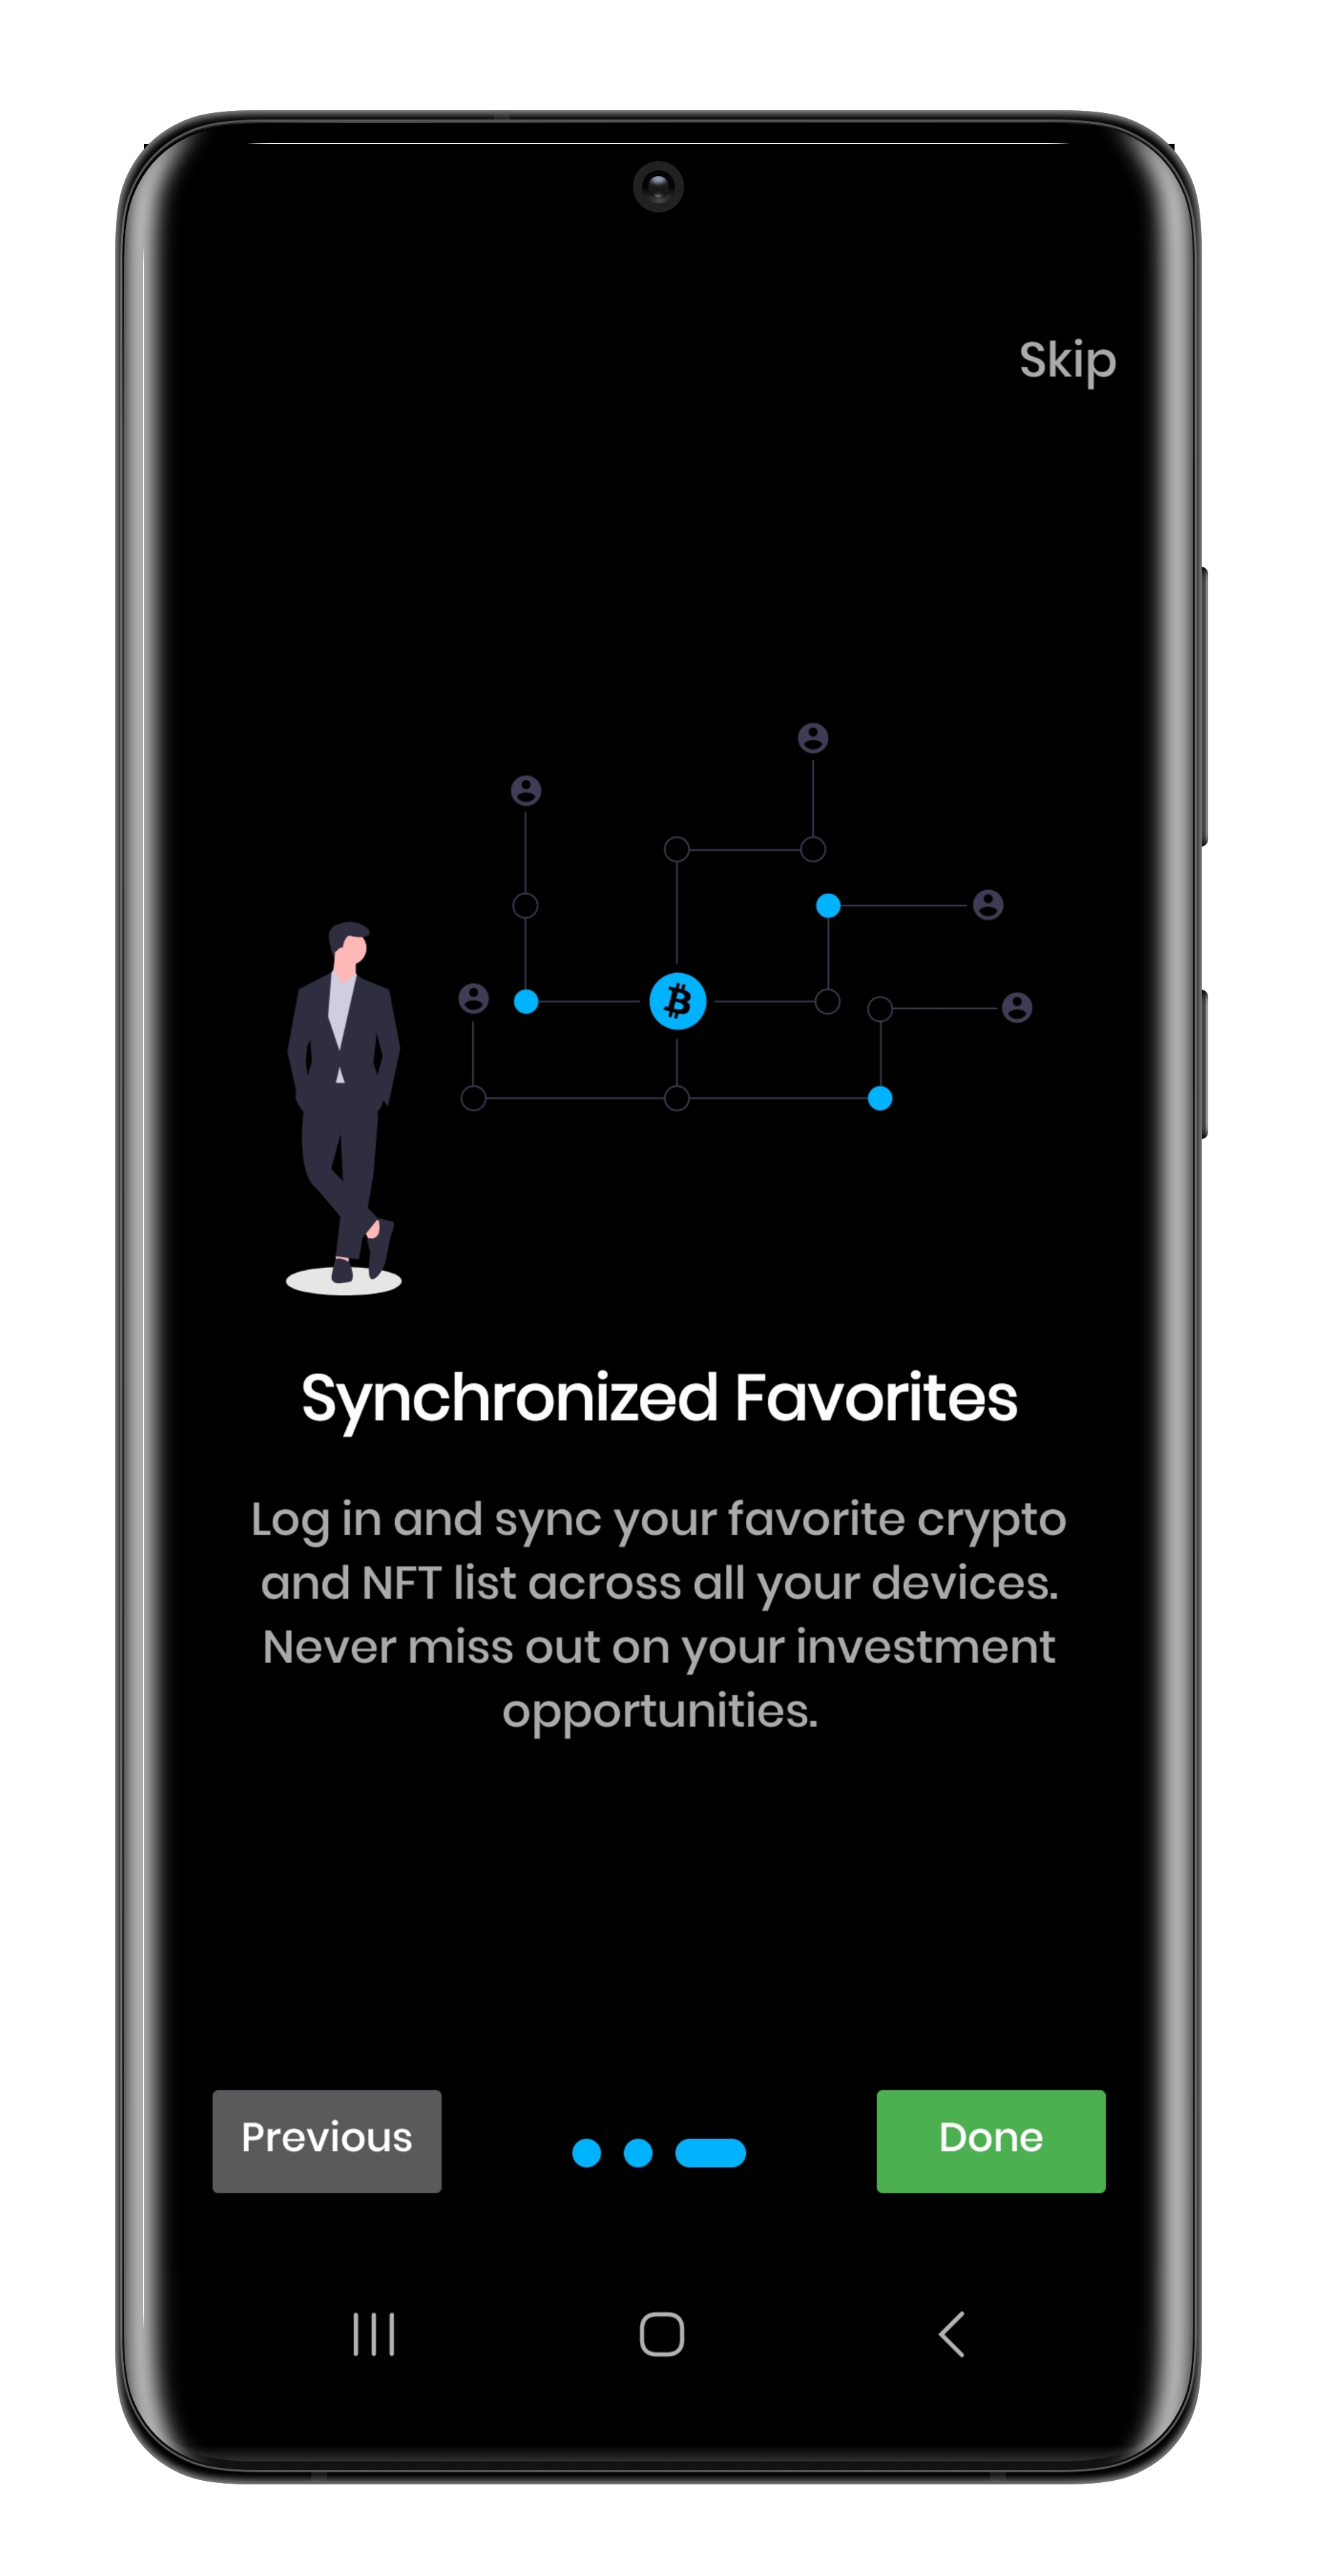 Skip
Synchronized Favorites
Log in and sync your favorite crypto
and NFT list across all your devices.
Never miss out on your investment
opportunities.
Previous
Done